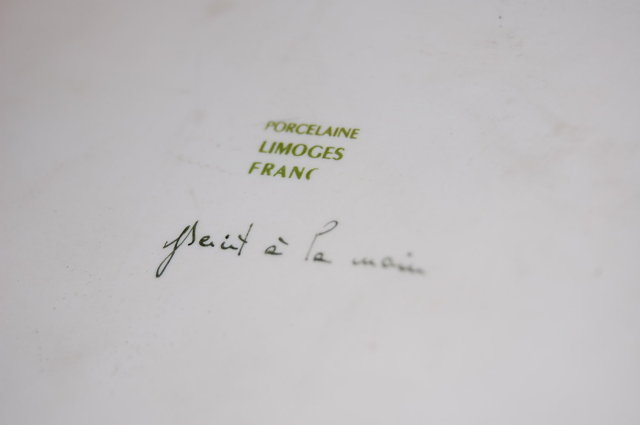 PORCELAINE
LIMOGES
FRANC
Peint à la main